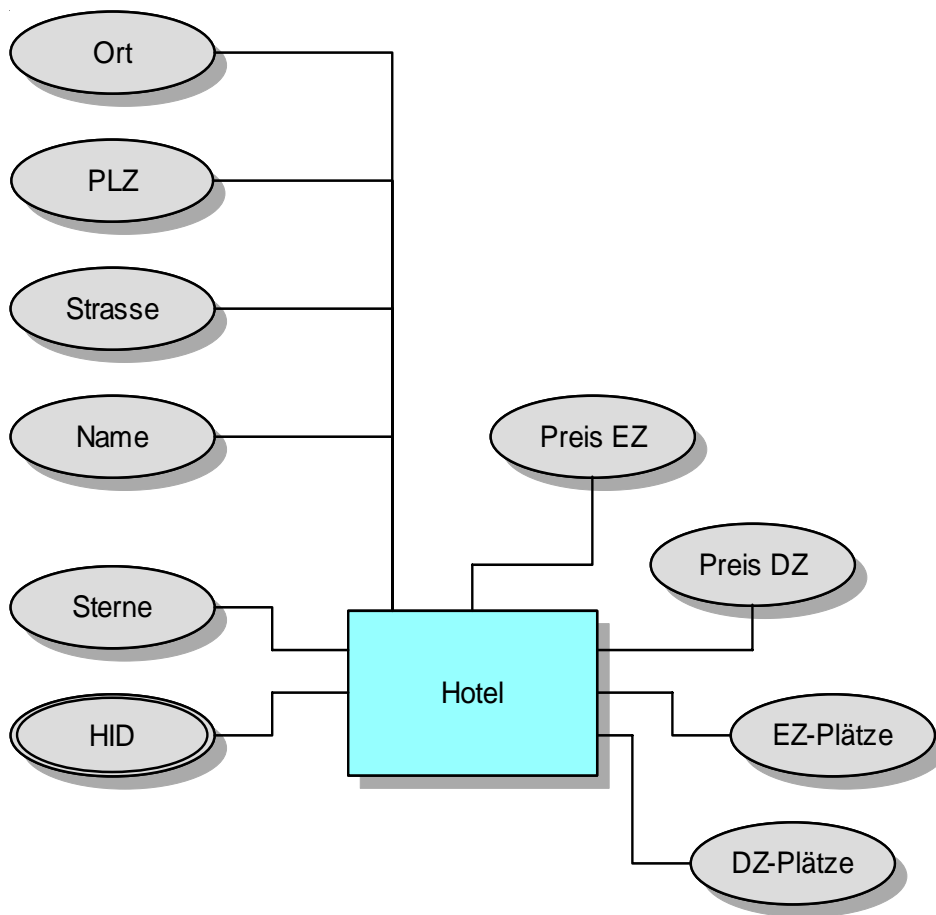 Ort
PLZ
Strasse
Name
Preis EZ
Preis DZ
Sterne
Hotel
HID
EZ-Plätze
DZ-Plätze